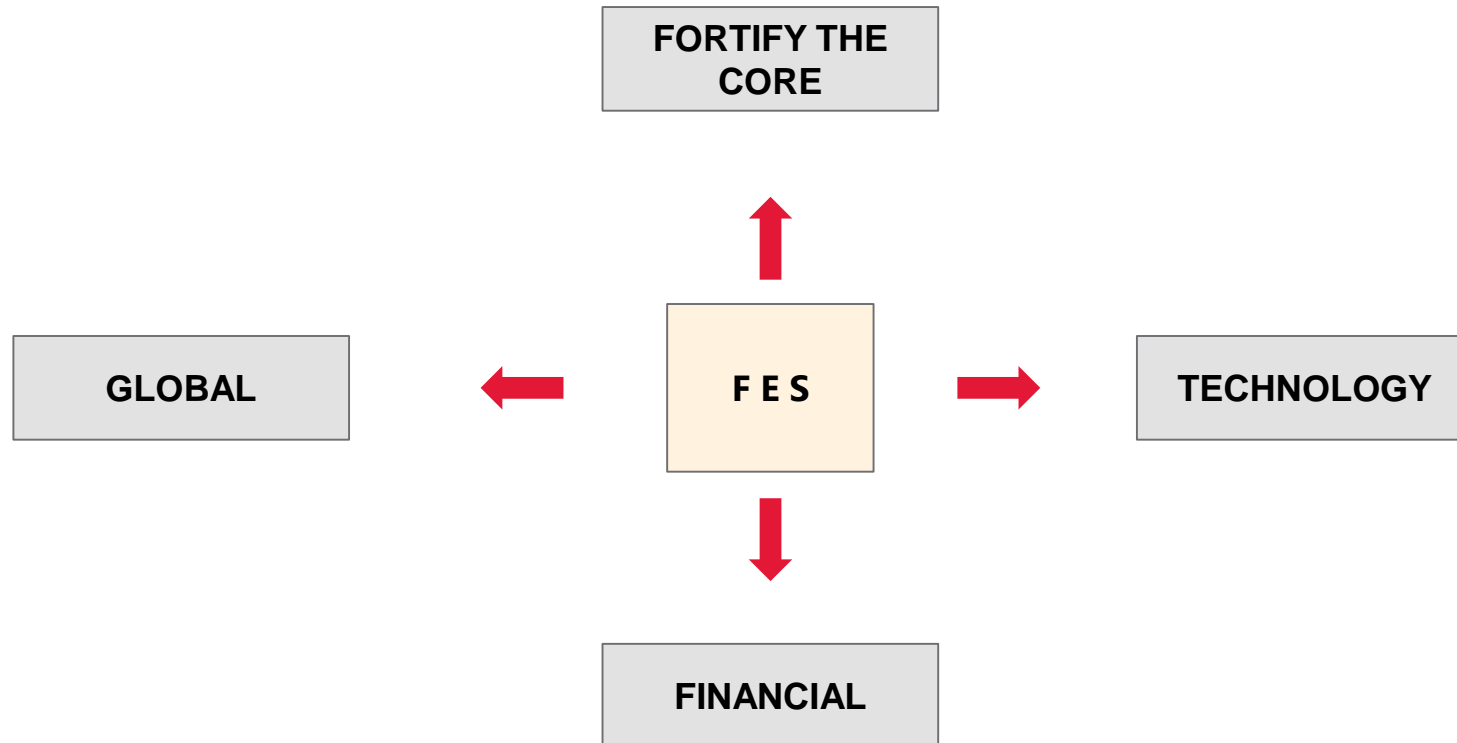 FORTIFY THE
CORE
GLOBAL
F E S
TECHNOLOGY
FINANCIAL